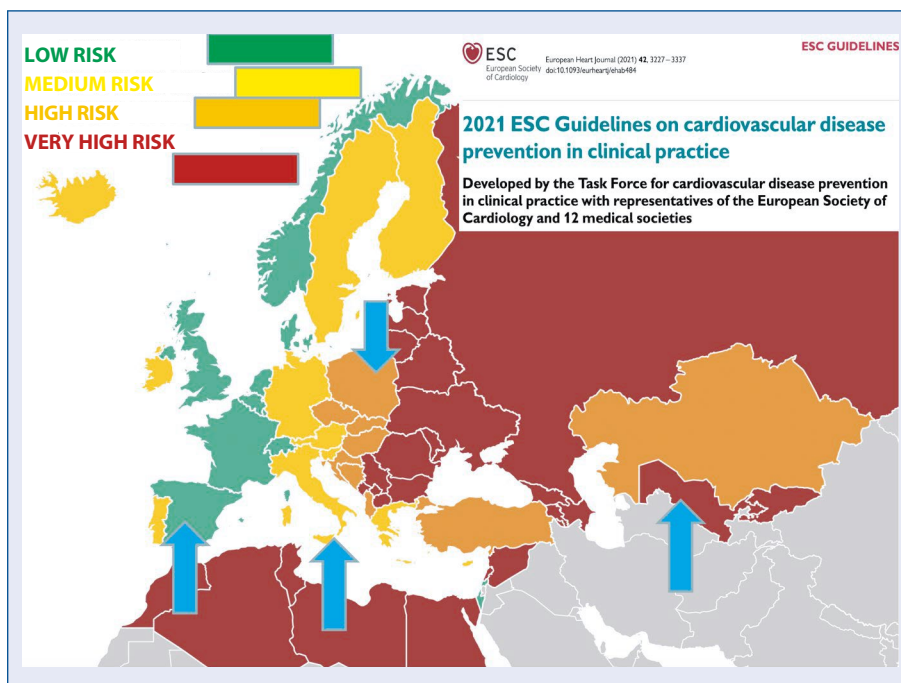 LOW RISK
MEDIUM RISK
HIGH RISK
VERY HIGH RISK
ESC
European Society
of Cardiology
European Heart Journal (2021) 42, 3227–3337
doi:10.1093/eurheartj/ehab484
ESC GUIDELINES
2021 ESC Guidelines on cardiovascular disease
prevention in clinical practice
Developed by the Task Force for cardiovascular disease prevention
in clinical practice with representatives of the European Society of
Cardiology and 12 medical societies